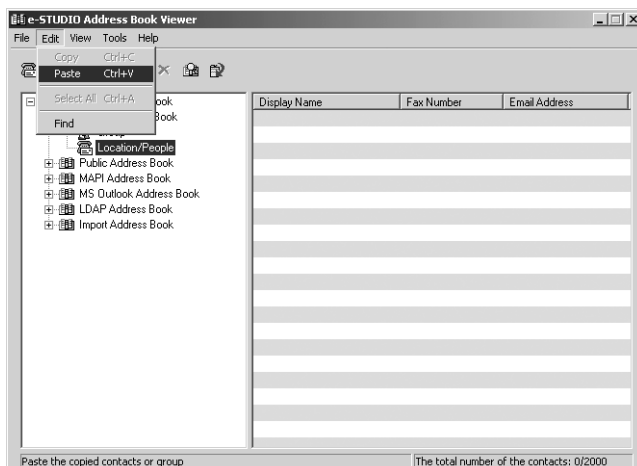 e-STUDIO Address Book Viewer
File Edit View Tools Help
Copy Ctrl+C
Paste Ctrl+V
Select All Ctrl+A
Find
ook
Book
Location/People
Public Address Book
MAPI Address Book
MS Outlook Address Book
LDAP Address Book
Import Address Book
Display Name Fax Number Email Address
Paste the copied contacts or group The total number of the contacts: 0/2000